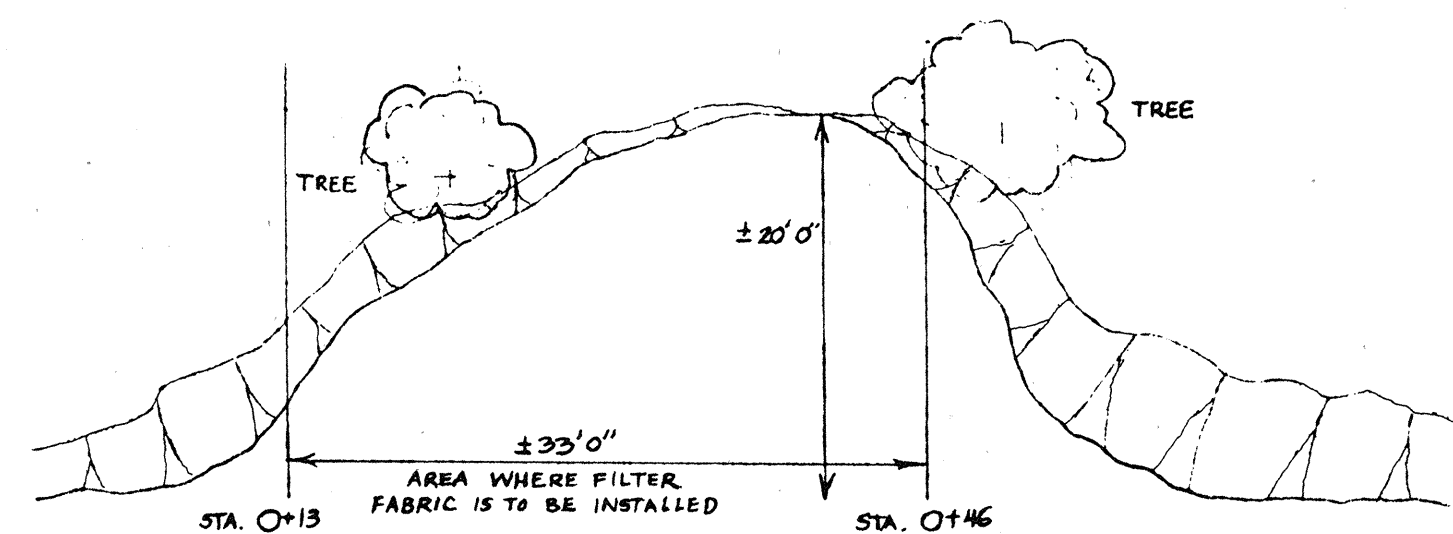 TREE
TREE
±20'0"
±33'0"
AREA WHERE FILTER
FABRIC IS TO BE INSTALLED
STA. 0+13
STA. 0+46